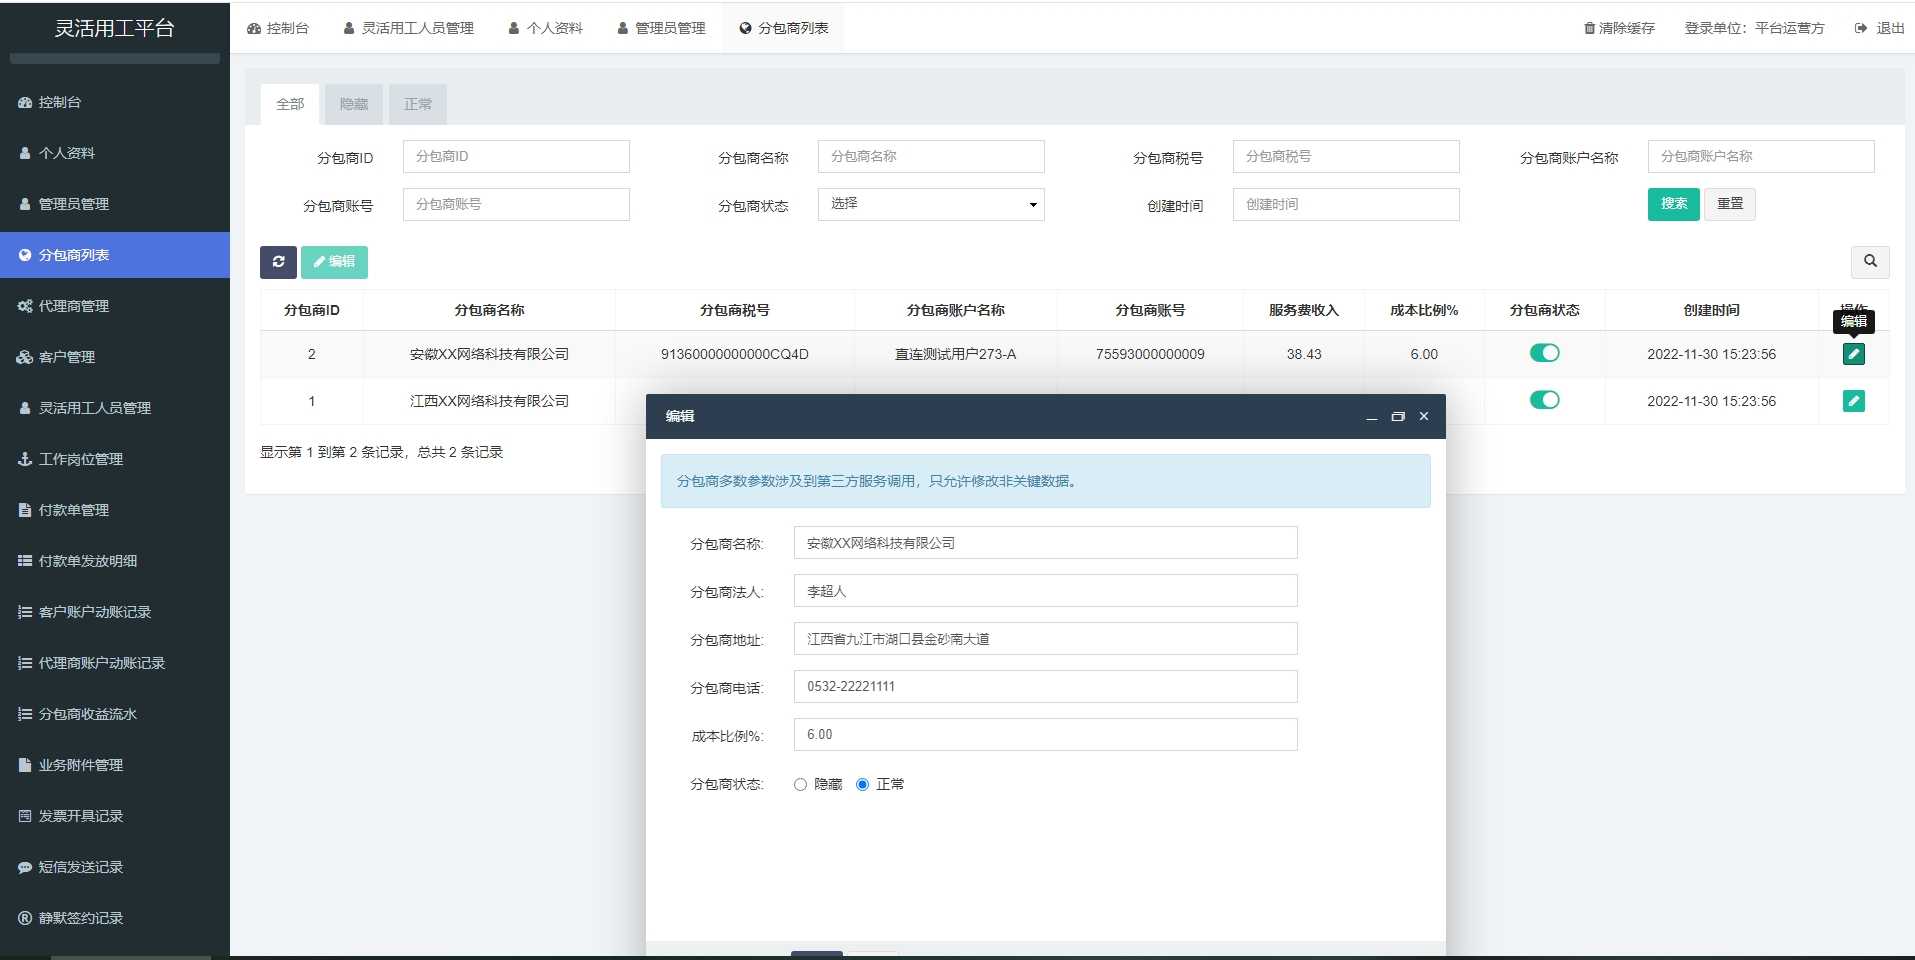 灵活用工平台
控制台
灵活用工人员管理
个人资料
管理员管理
分包商列表
清除缓存
登录单位：平台运营方
退出
控制台
个人资料
管理员管理
分包商列表
代理商管理
客户管理
灵活用工人员管理
工作岗位管理
付款单管理
付款单发放明细
客户账户动账记录
代理商账户动账记录
分包商收益流水
业务附件管理
发票开具记录
短信发送记录
静默签约记录
全部 隐藏 正常
分包商ID 分包商ID 分包商名称 分包商名称 分包商税号 分包商税号 分包商账户名称 分包商账户名称
分包商账号 分包商账号 分包商状态 选择 创建时间 创建时间 搜索 重置
编辑
分包商ID 分包商名称 分包商税号 分包商账户名称 分包商账号 服务费收入 成本比例% 分包商状态 创建时间 操作
编辑
2 安徽XX网络科技有限公司 91360000000000CQ4D 直连测试用户273-A 75593000000009 38.43 6.00 2022-11-30 15:23:56
1 江西XX网络科技有限公司 2022-11-30 15:23:56
显示第 1 到第 2 条记录，总共 2 条记录
编辑
分包商多数参数涉及到第三方服务调用，只允许修改非关键数据。
分包商名称: 安徽XX网络科技有限公司
分包商法人: 李超人
分包商地址: 江西省九江市湖口县金砂南大道
分包商电话: 0532-22221111
成本比例%: 6.00
分包商状态: 隐藏 正常